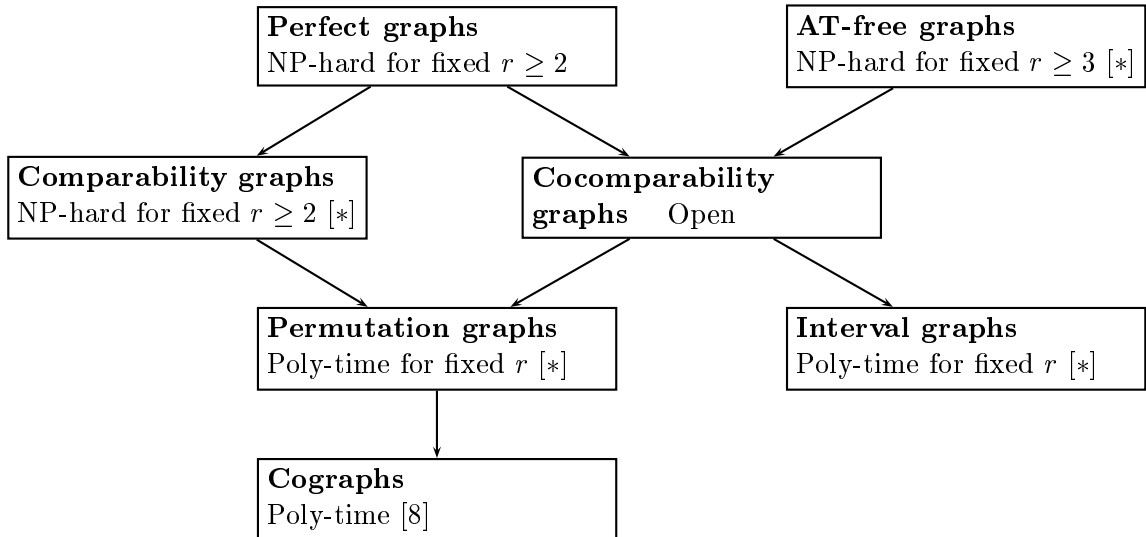 Perfect graphs
NP-hard for fixed r ≥ 2
AT-free graphs
NP-hard for fixed r ≥ 3 [∗]
Comparability graphs
NP-hard for fixed r ≥ 2 [∗]
Cocomparability
graphs Open
Permutation graphs
Poly-time for fixed r [∗]
Interval graphs
Poly-time for fixed r [∗]
Cographs
Poly-time [8]